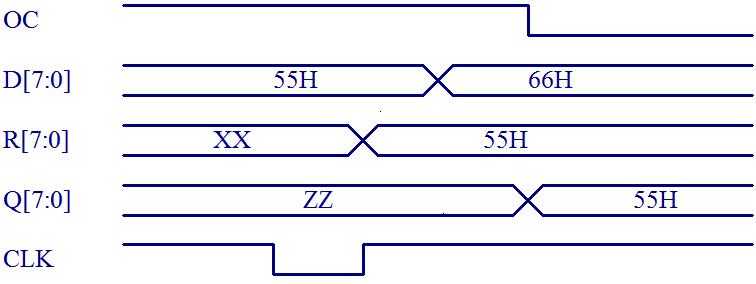 OC
D[7:0] 55H 66H
R[7:0] XX 55H
Q[7:0] ZZ 55H
CLK